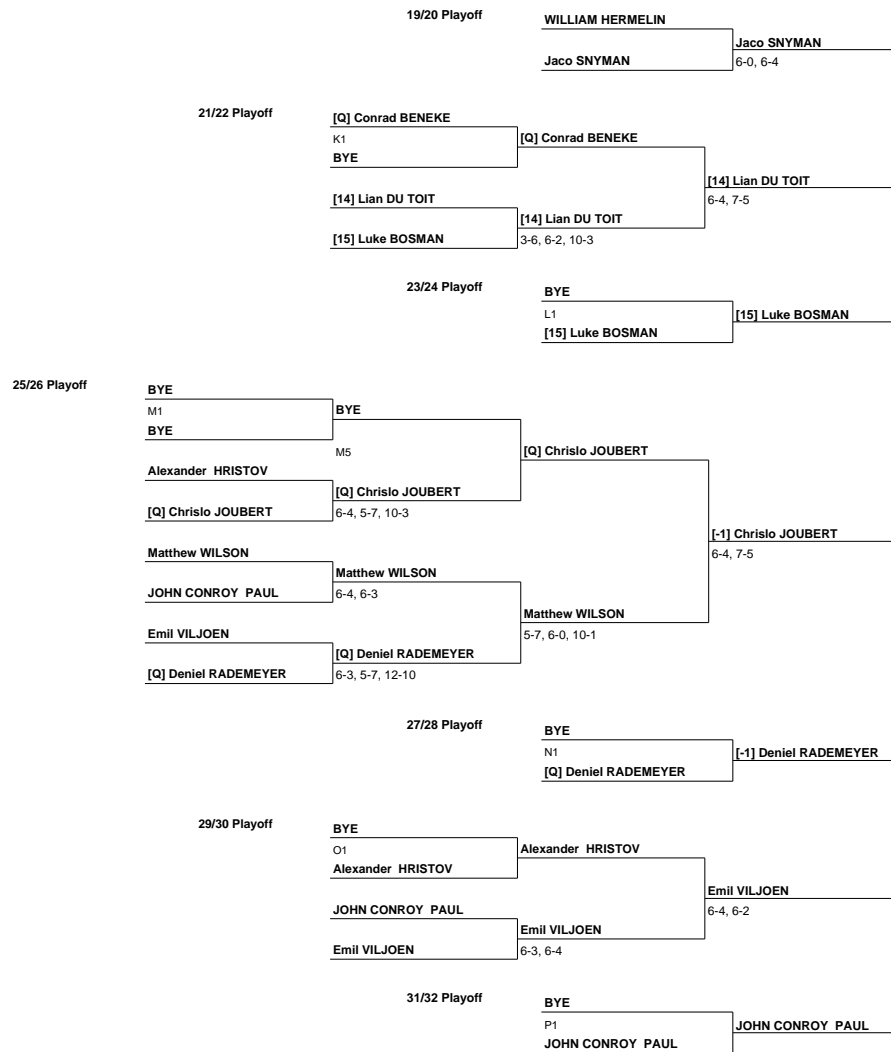 19/20 Playoff
WILLIAM HERMELIN
Jaco SNYMAN
Jaco SNYMAN
6-0, 6-4
21/22 Playoff
[Q] Conrad BENEKE
K1
[Q] Conrad BENEKE
BYE
[14] Lian DU TOIT
[14] Lian DU TOIT
6-4, 7-5
[14] Lian DU TOIT
[15] Luke BOSMAN
3-6, 6-2, 10-3
23/24 Playoff
BYE
L1
[15] Luke BOSMAN
[15] Luke BOSMAN
25/26 Playoff
BYE
M1
BYE
BYE
M5
[Q] Chrislo JOUBERT
Alexander HRISTOV
[Q] Chrislo JOUBERT
[Q] Chrislo JOUBERT
6-4, 5-7, 10-3
[-1] Chrislo JOUBERT
6-4, 7-5
Matthew WILSON
Matthew WILSON
JOHN CONROY PAUL
6-4, 6-3
Matthew WILSON
5-7, 6-0, 10-1
Emil VILJOEN
[Q] Deniel RADEMEYER
[Q] Deniel RADEMEYER
6-3, 5-7, 12-10
27/28 Playoff
BYE
N1
[-1] Deniel RADEMEYER
[Q] Deniel RADEMEYER
29/30 Playoff
BYE
O1
Alexander HRISTOV
Alexander HRISTOV
Emil VILJOEN
6-4, 6-2
JOHN CONROY PAUL
Emil VILJOEN
Emil VILJOEN
6-3, 6-4
31/32 Playoff
BYE
P1
JOHN CONROY PAUL
JOHN CONROY PAUL